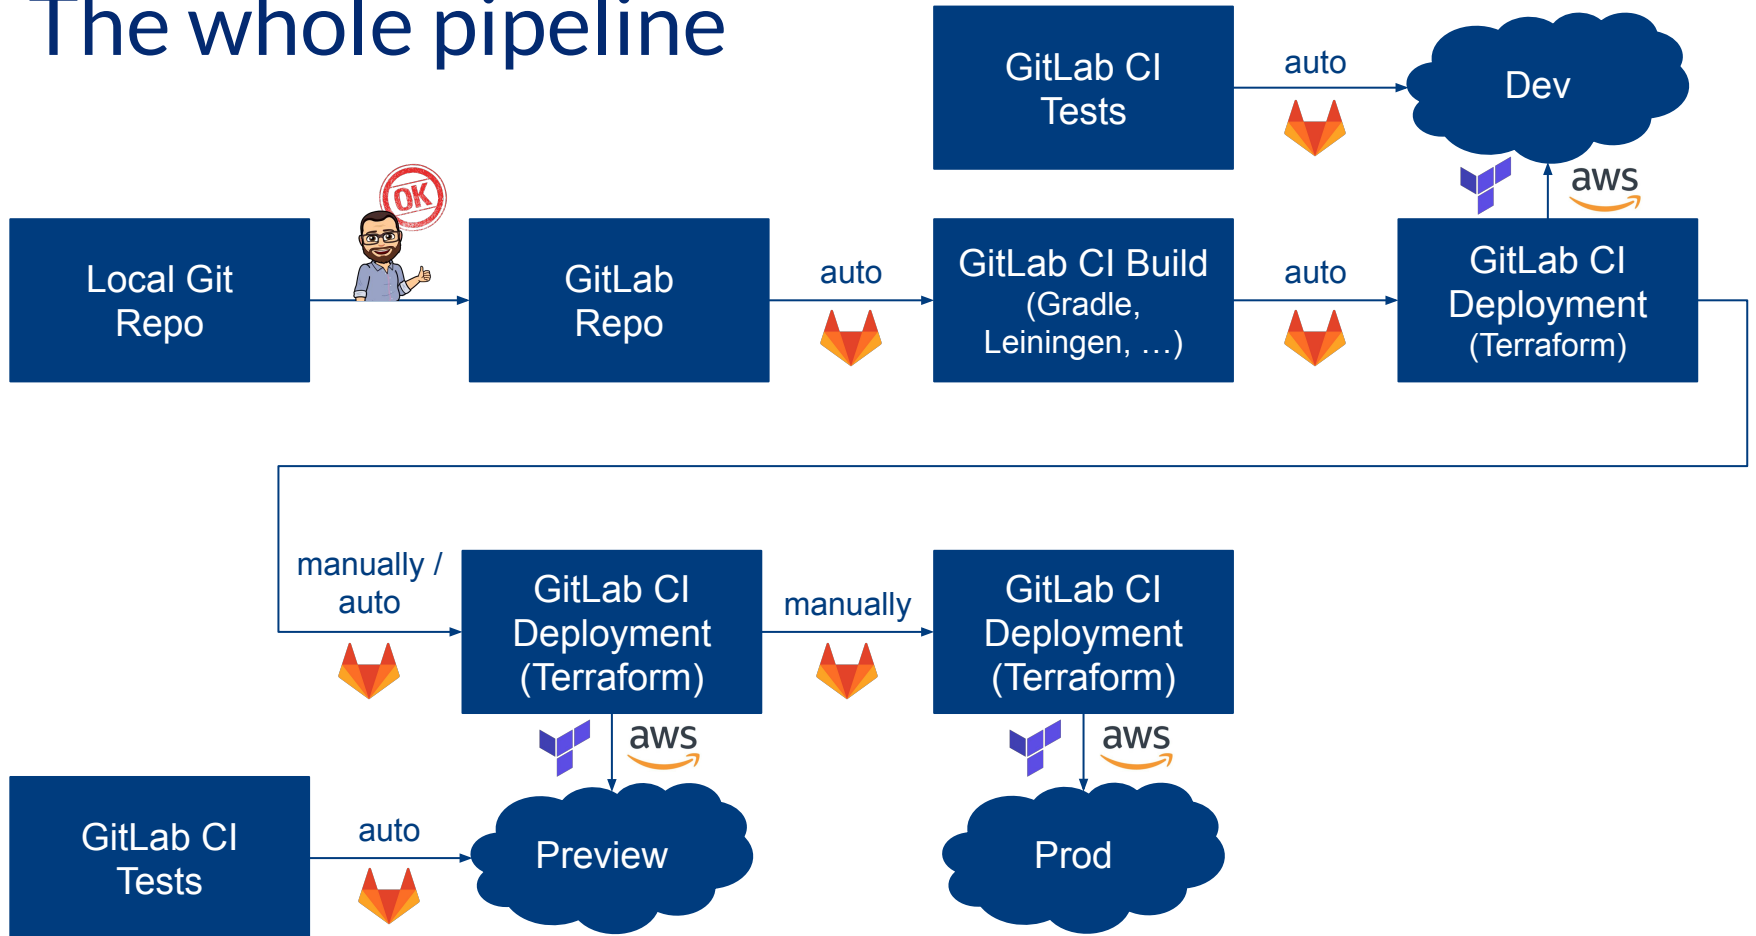 The whole pipeline
GitLab CI
Tests
auto
Dev
OK
aws
Local Git
Repo
GitLab
Repo
auto
GitLab CI Build
(Gradle,
Leiningen, …)
auto
GitLab CI
Deployment
(Terraform)
manually /
auto
GitLab CI
Deployment
(Terraform)
manually
GitLab CI
Deployment
(Terraform)
aws
aws
GitLab CI
Tests
auto
Preview
Prod